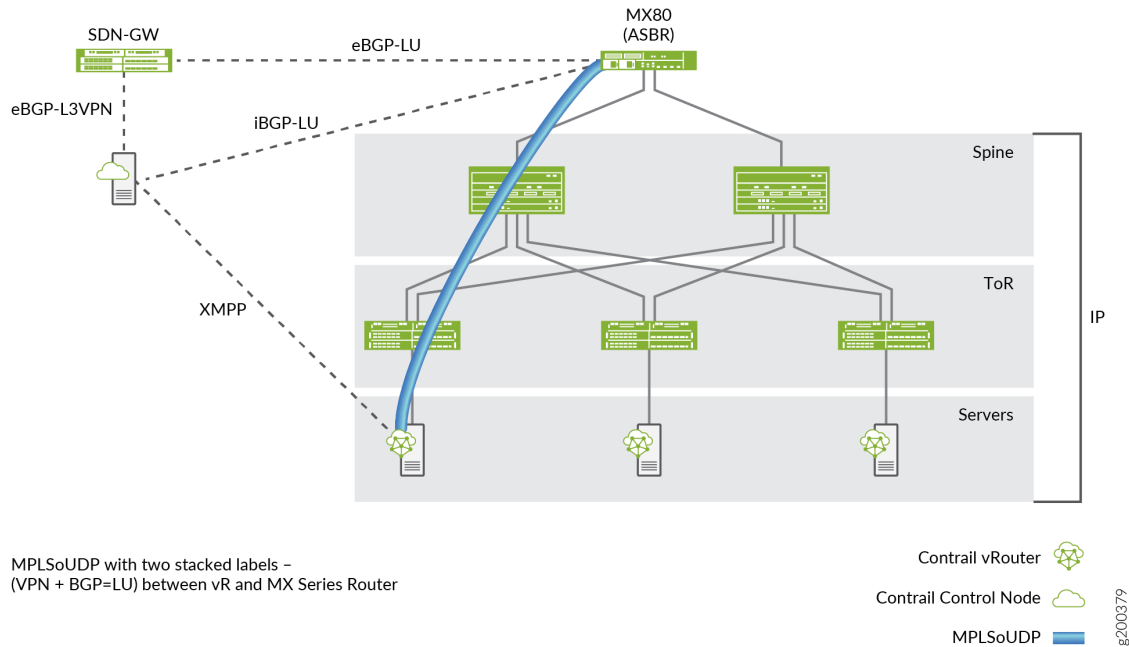 MX80
(ASBR)
SDN-GW
eBGP-LU
eBGP-L3VPN
iBGP-LU
Spine
ToR
XMPP
IP
Servers
MPLSoUDP with two stacked labels –
(VPN + BGP=LU) between vR and MX Series Router
Contrail vRouter
Contrail Control Node
MPLSoUDP
g200379